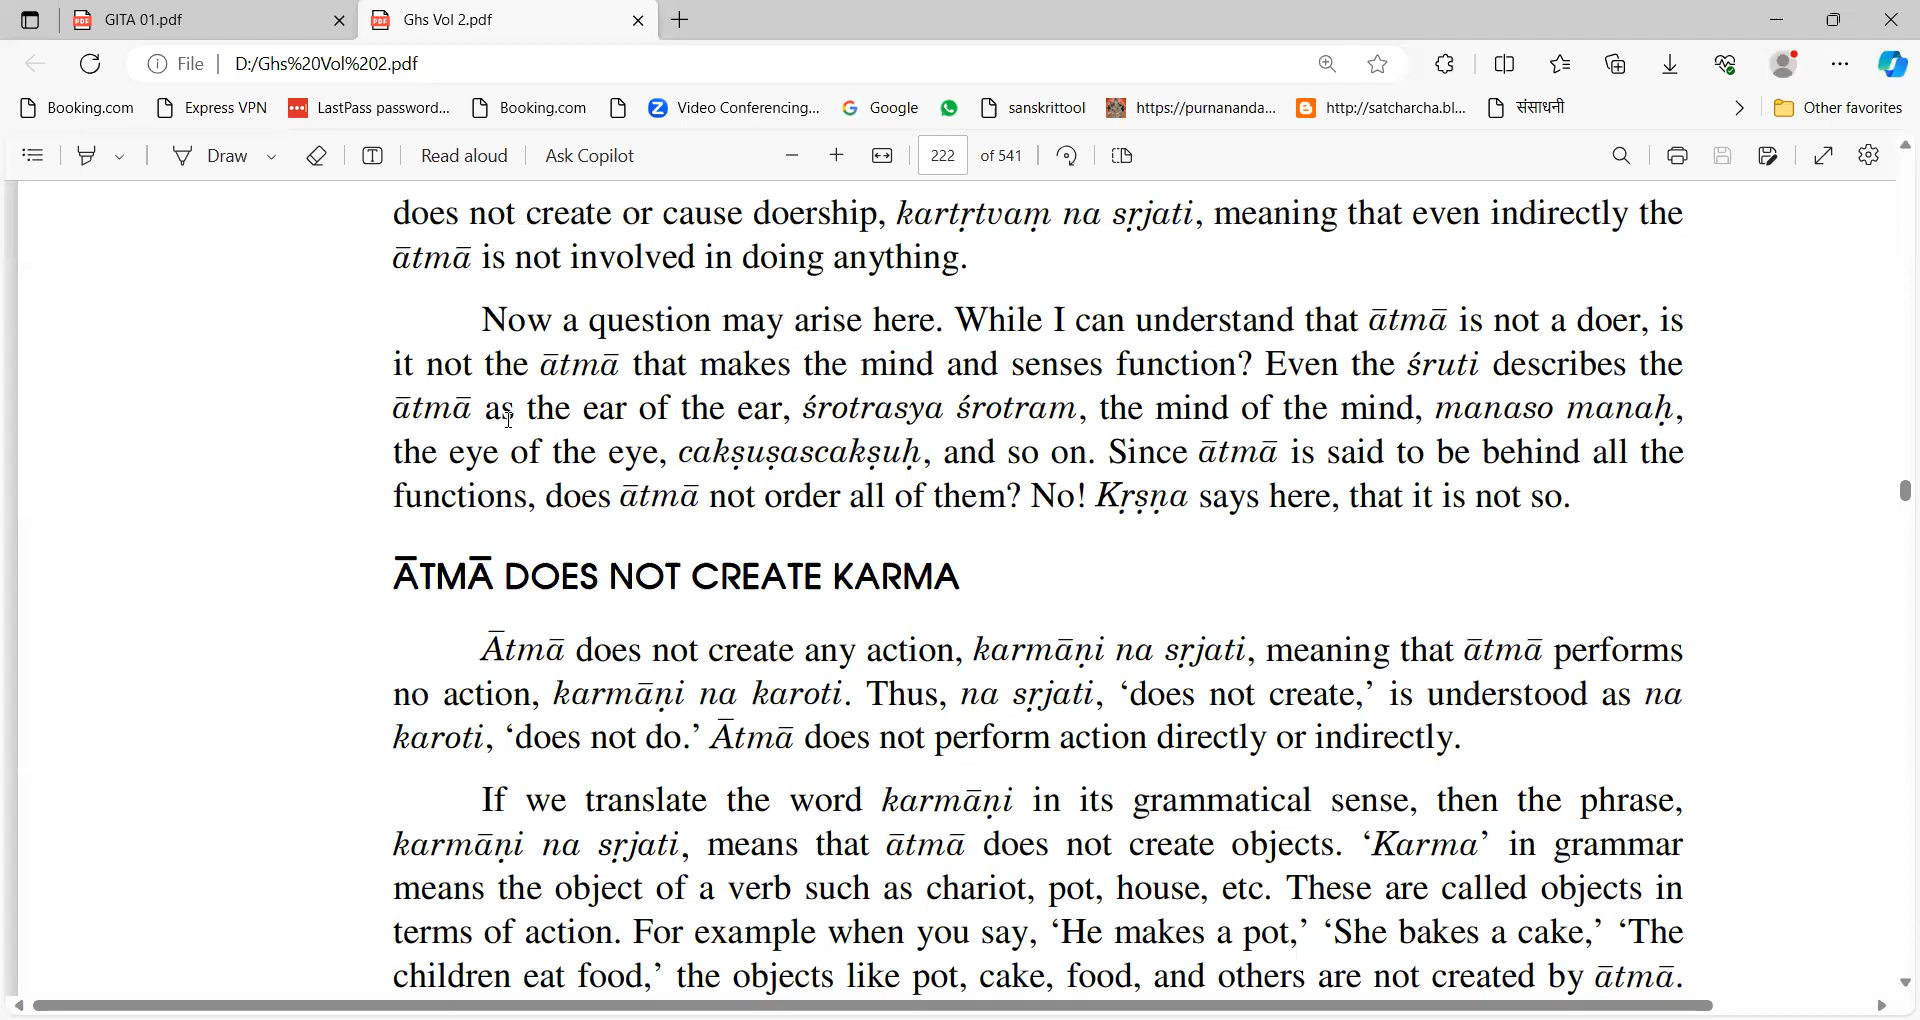 GITA 01.pdf
Ghs Vol 2.pdf
File
D:/Ghs%20Vol%202.pdf
Booking.com
Express VPN
LastPass password...
Booking.com
Video Conferencing...
Google
sanskrittool
https://purnananda...
http://satcharcha.bl...
संसाधनी
Other favorites
Draw
Read aloud
Ask Copilot
222 of 541
does not create or cause doership, kartṛtvaṃ na sṛjati, meaning that even indirectly the
ātmā is not involved in doing anything.
Now a question may arise here. While I can understand that ātmā is not a doer, is
it not the ātmā that makes the mind and senses function? Even the śruti describes the
ātmā as the ear of the ear, śrotrasya śrotram, the mind of the mind, manaso manaḥ,
the eye of the eye, cakṣuṣascakṣuḥ, and so on. Since ātmā is said to be behind all the
functions, does ātmā not order all of them? No! Kṛṣṇa says here, that it is not so.
ĀTMĀ DOES NOT CREATE KARMA
Ātmā does not create any action, karmāṇi na sṛjati, meaning that ātmā performs
no action, karmāṇi na karoti. Thus, na sṛjati, ‘does not create,’ is understood as na
karoti, ‘does not do.’ Ātmā does not perform action directly or indirectly.
If we translate the word karmāṇi in its grammatical sense, then the phrase,
karmāṇi na sṛjati, means that ātmā does not create objects. ‘Karma’ in grammar
means the object of a verb such as chariot, pot, house, etc. These are called objects in
terms of action. For example when you say, ‘He makes a pot,’ ‘She bakes a cake,’ ‘The
children eat food,’ the objects like pot, cake, food, and others are not created by ātmā.